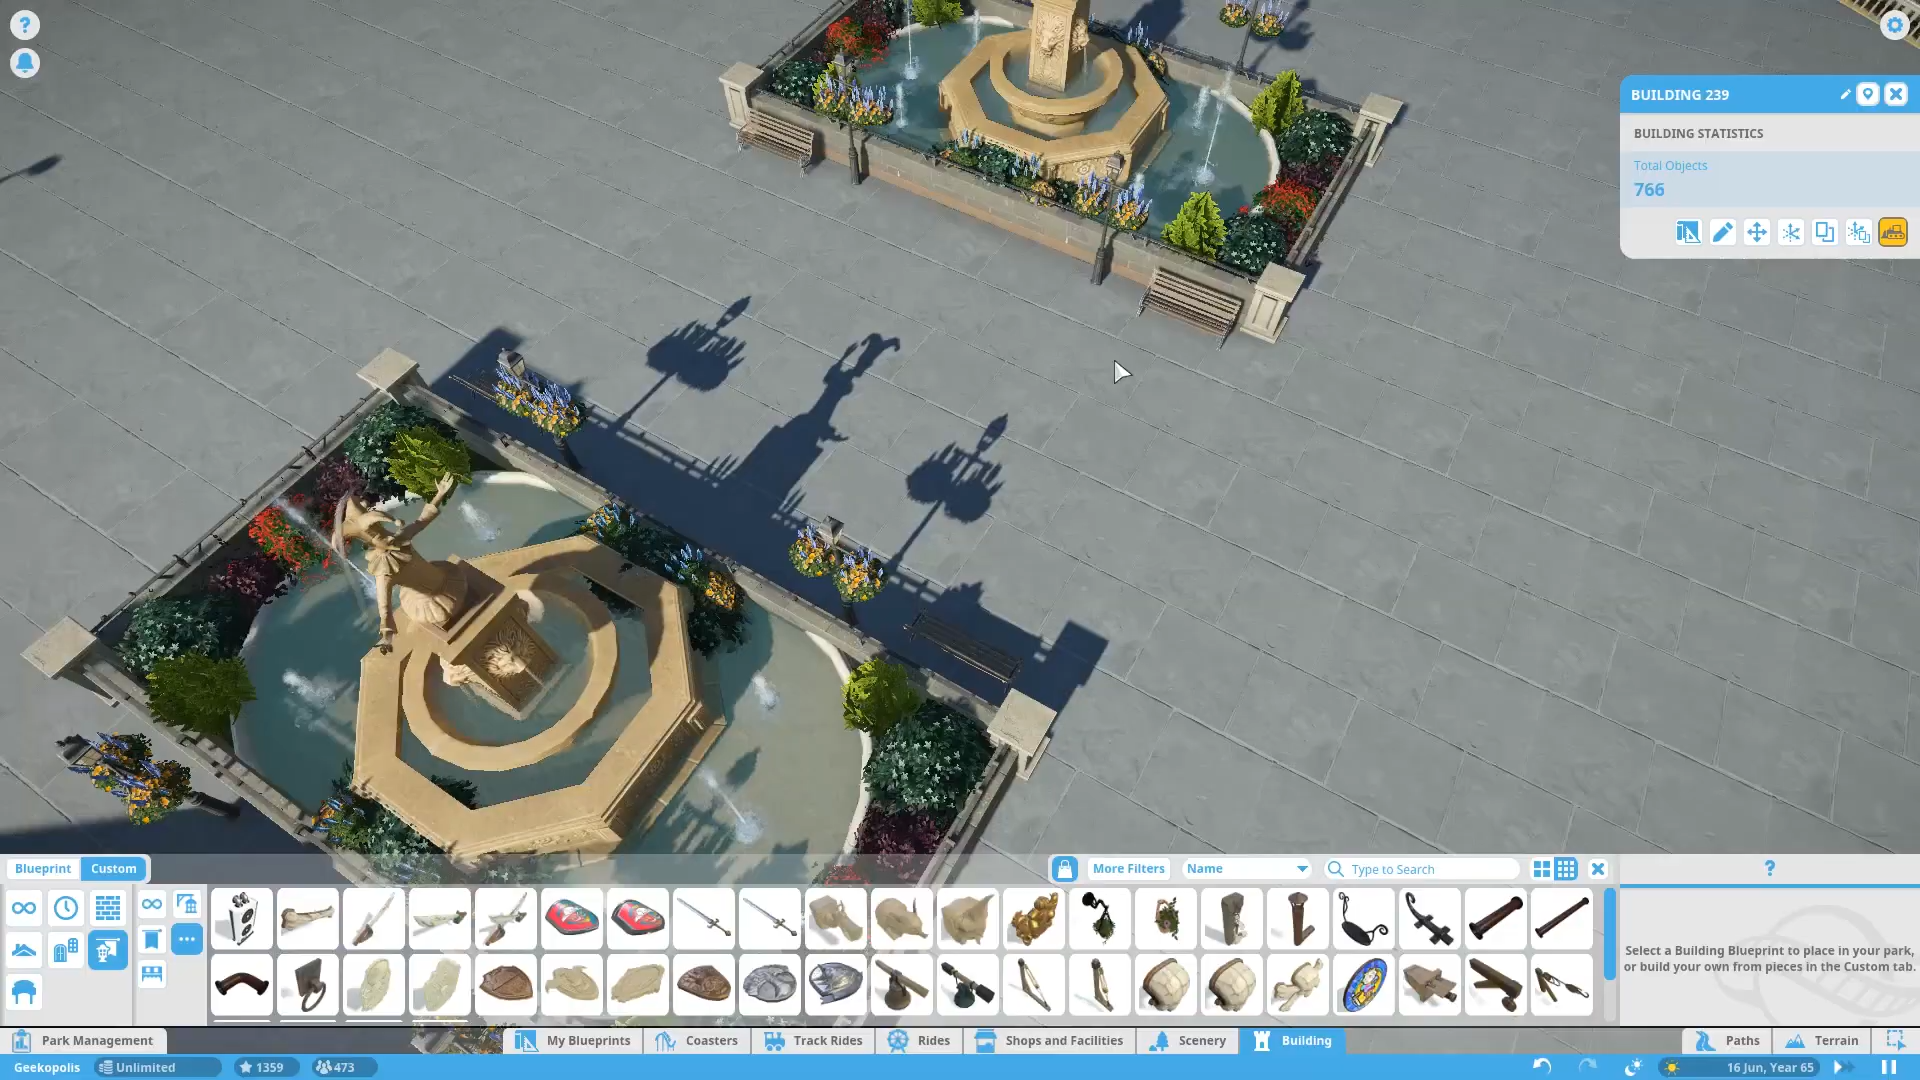 ?
BUILDING 239
BUILDING STATISTICS
Total Objects
766
Blueprint
Custom
More Filters
Name
Type to Search
?
Select a Building Blueprint to place in your park,
or build your own from pieces in the Custom tab.
Park Management
My Blueprints
Coasters
Track Rides
Rides
Shops and Facilities
Scenery
Building
Paths
Terrain
Geekopolis
Unlimited
1359
473
16 Jun, Year 65